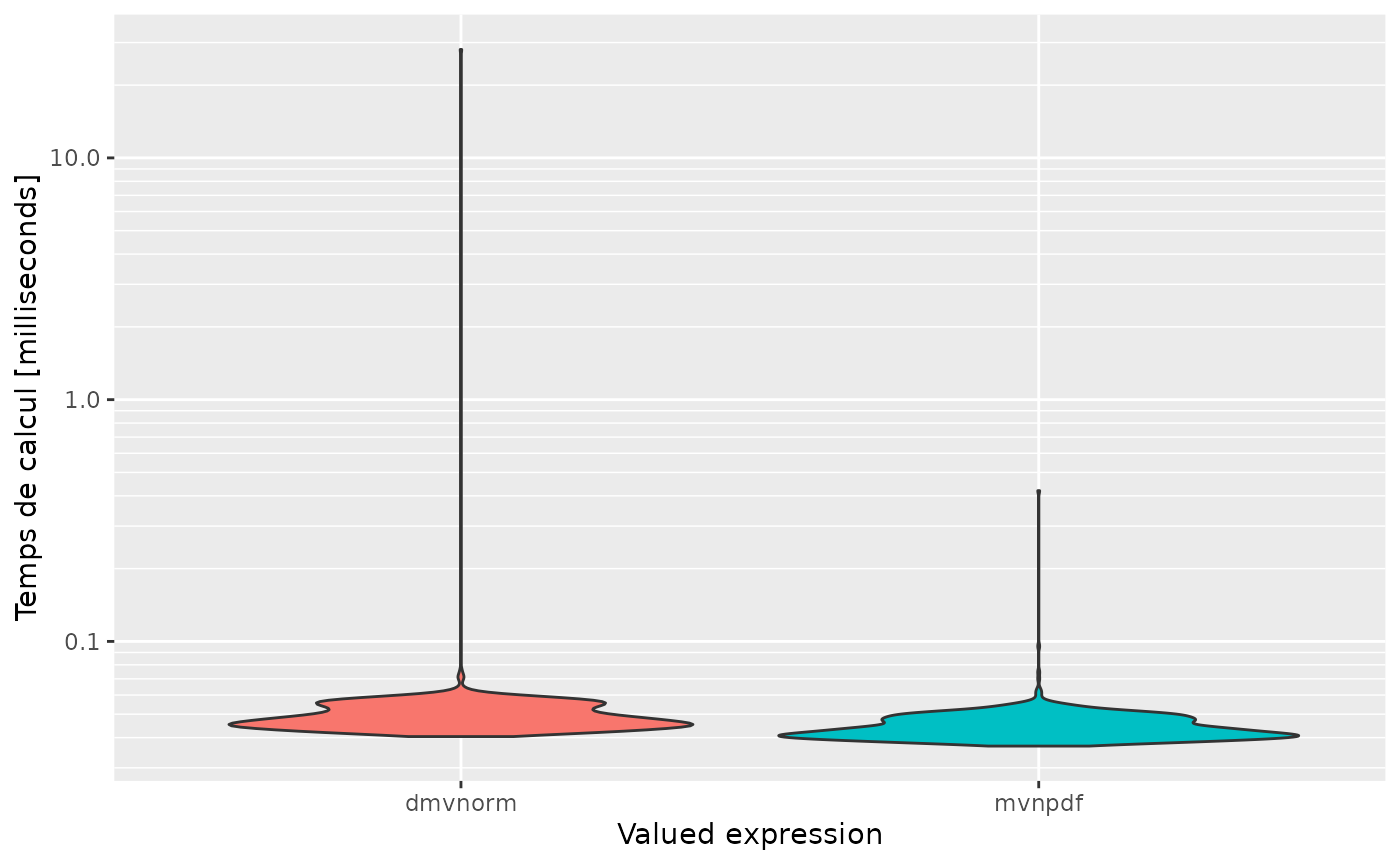 Temps de calcul [milliseconds]
10.0
1.0
0.1
dmvnorm
mvnpdf
Valued expression